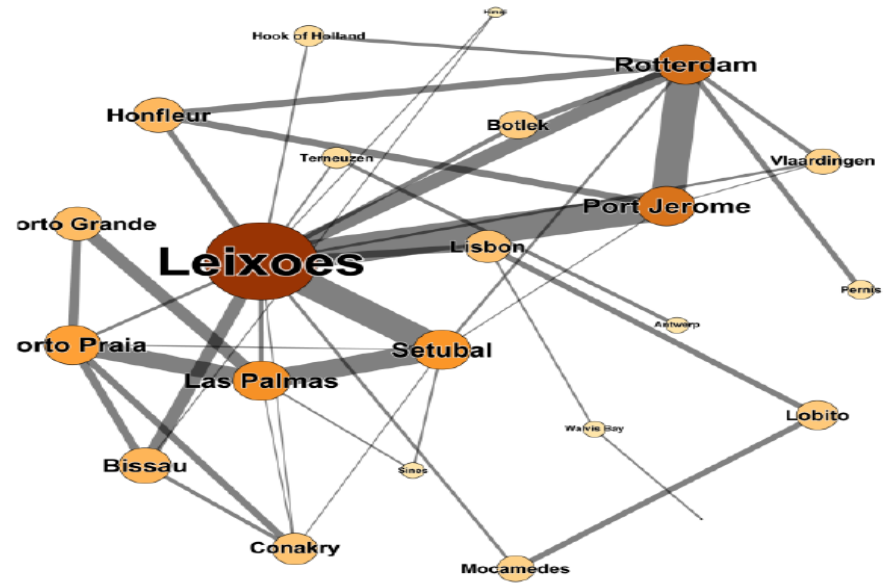 Hook of Holland
Rotterdam
Honfleur
Botlek
Terneuzen
Vlaardingen
orto Grande
Port Jerome
Lisbon
Leixoes
Pernis
Antwerp
orto Praia
Setubal
Las Palmas
Lobito
Walvis Bay
Bissau
Sines
Conakry
Mocamedes